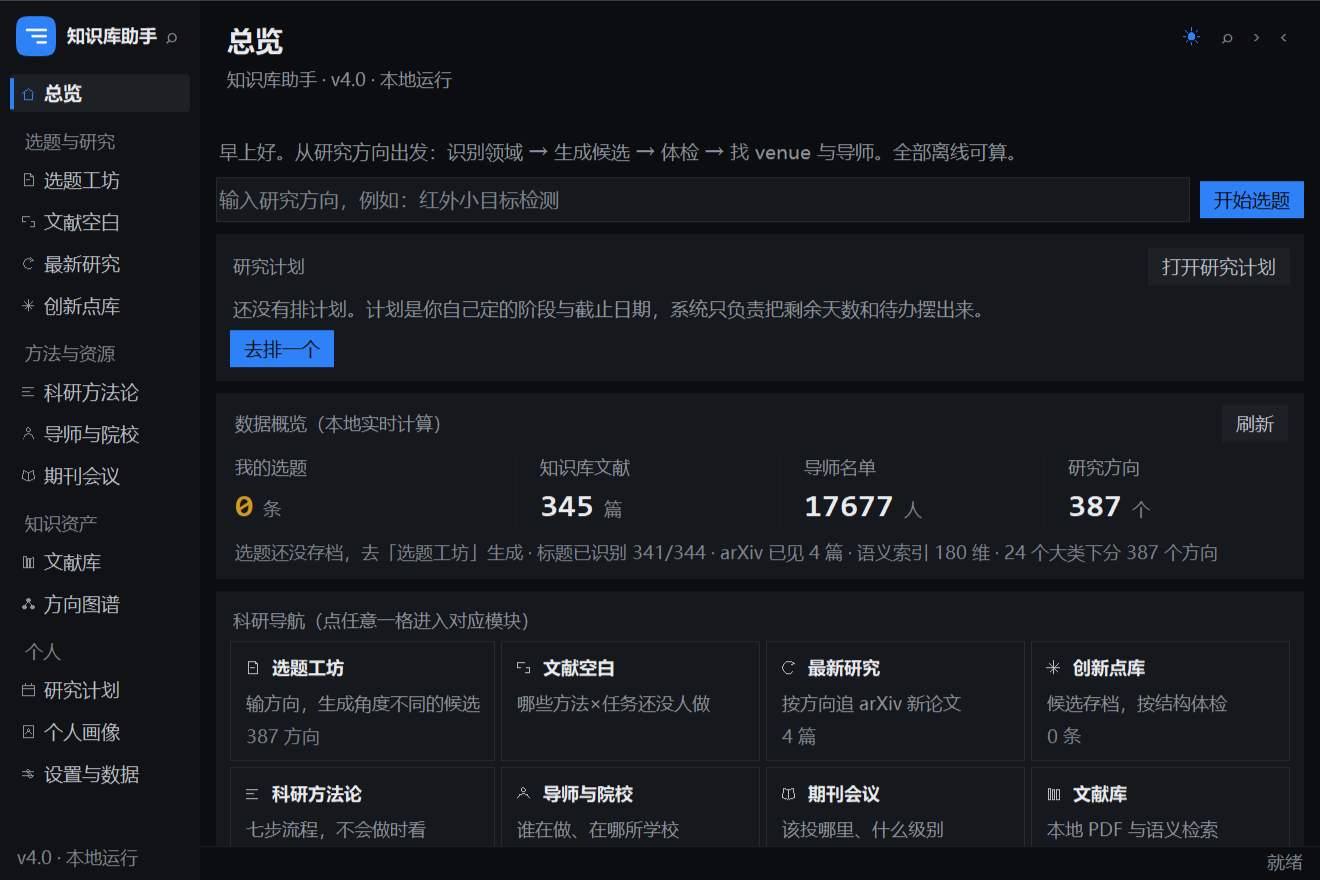 知识库助手
总览
选题与研究
选题工坊
文献空白
最新研究
创新点库
方法与资源
科研方法论
导师与院校
期刊会议
知识资产
文献库
方向图谱
个人
研究计划
个人画像
设置与数据
v4.0 · 本地运行
总览
知识库助手 · v4.0 · 本地运行
早上好。从研究方向出发：识别领域 → 生成候选 → 体检 → 找 venue 与导师。全部离线可算。
输入研究方向，例如：红外小目标检测
开始选题
研究计划
打开研究计划
还没有排计划。计划是你自己定的阶段与截止日期，系统只负责把剩余天数和待办摆出来。
去排一个
数据概览（本地实时计算）
刷新
我的选题
0 条
知识库文献
345 篇
导师名单
17677 人
研究方向
387 个
选题还没存档，去「选题工坊」生成 · 标题已识别 341/344 · arXiv 已见 4 篇 · 语义索引 180 维 · 24 个大类下分 387 个方向
科研导航（点任意一格进入对应模块）
选题工坊
输方向，生成角度不同的候选
387 方向
文献空白
哪些方法×任务还没人做
最新研究
按方向追 arXiv 新论文
4 篇
创新点库
候选存档，按结构体检
0 条
科研方法论
七步流程，不会做时看
导师与院校
谁在做、在哪所学校
期刊会议
该投哪里、什么级别
文献库
本地 PDF 与语义检索
就绪